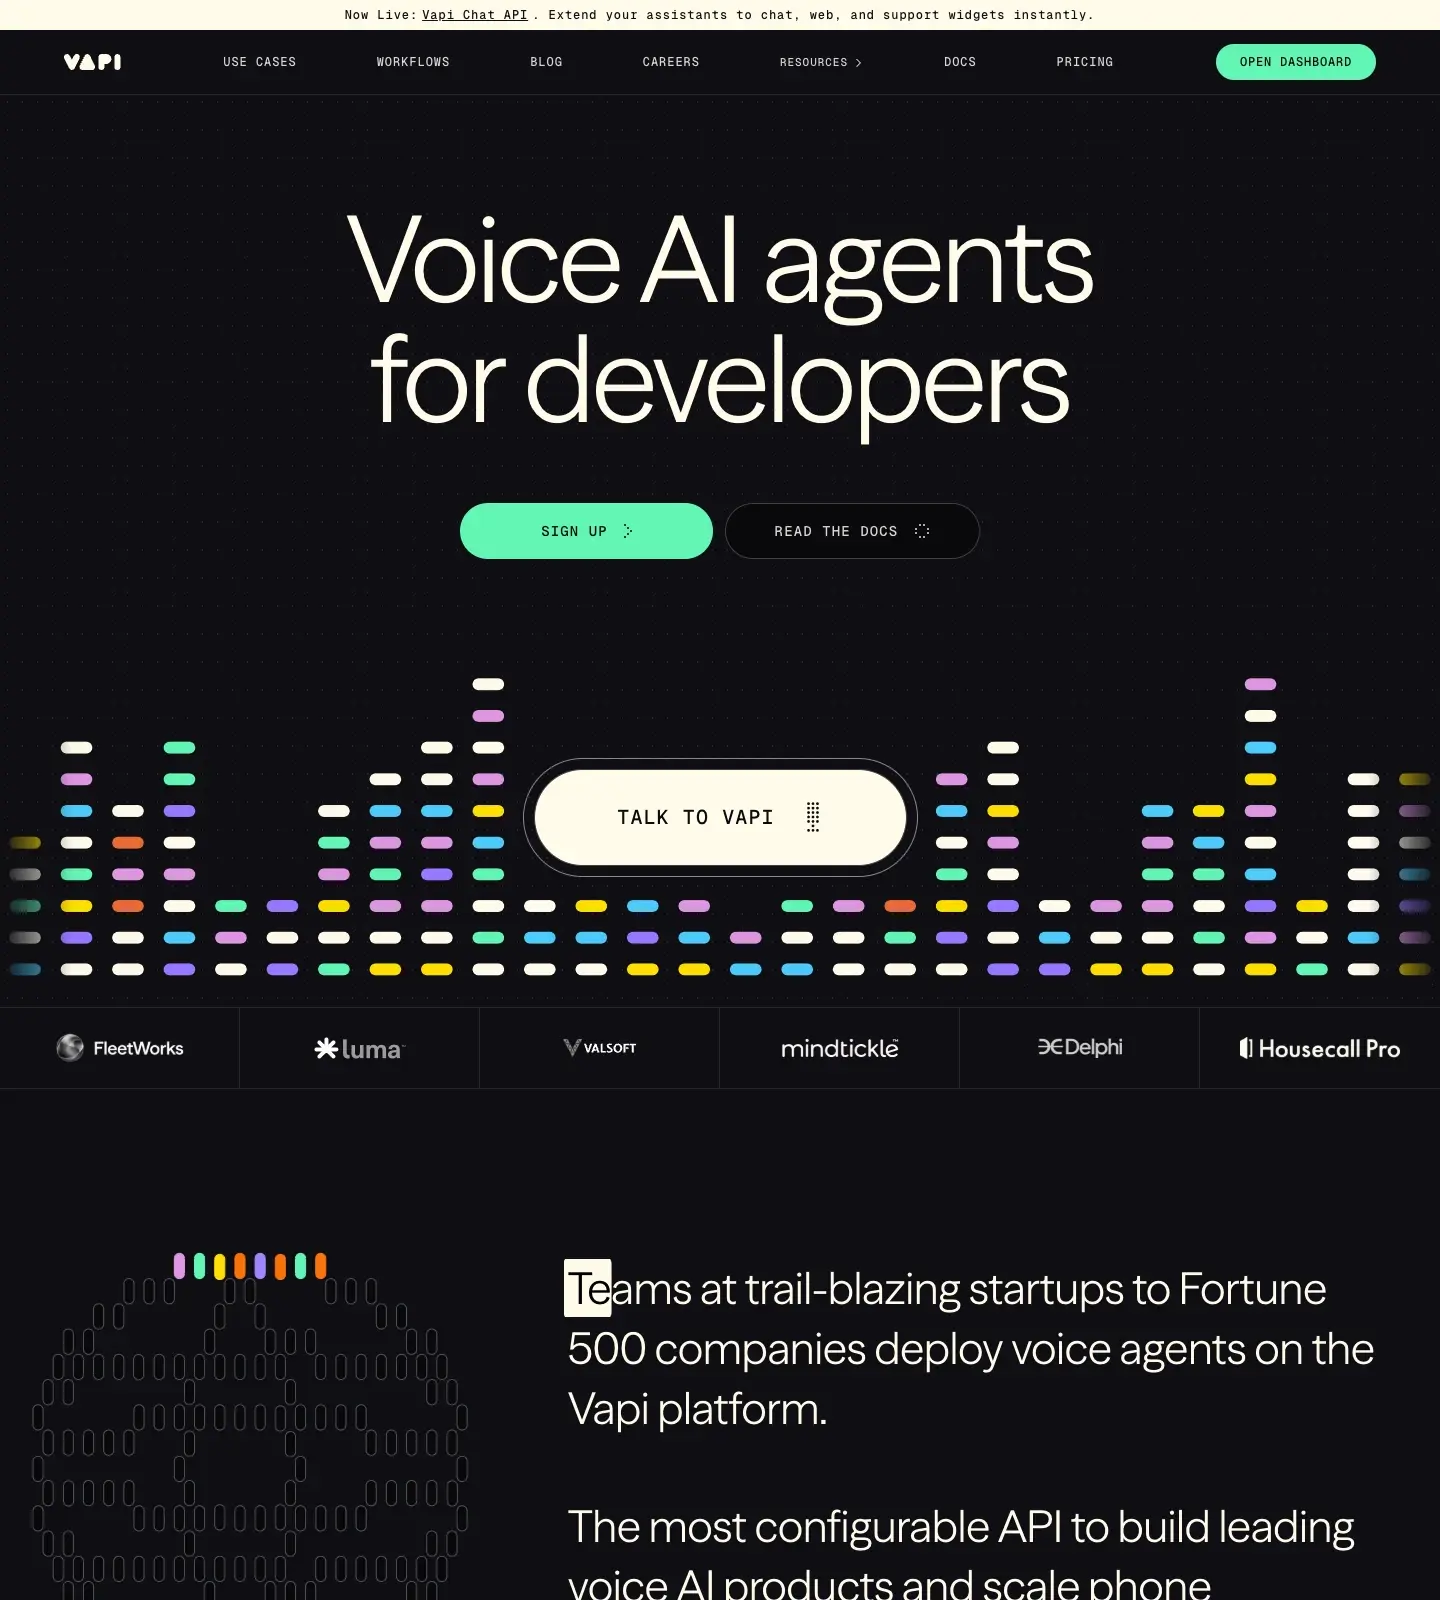 Now Live: Vapi Chat API . Extend your assistants to chat, web, and support widgets instantly.
VAPI
USE CASES
WORKFLOWS
BLOG
CAREERS
RESOURCES
DOCS
PRICING
OPEN DASHBOARD
Voice AI agents
for developers
SIGN UP
READ THE DOCS
TALK TO VAPI
FleetWorks
luma
VALSOFT
mindtickle
Delphi
Housecall Pro
Teams at trail-blazing startups to Fortune
500 companies deploy voice agents on the
Vapi platform.
The most configurable API to build leading
voice AI products and scale phone